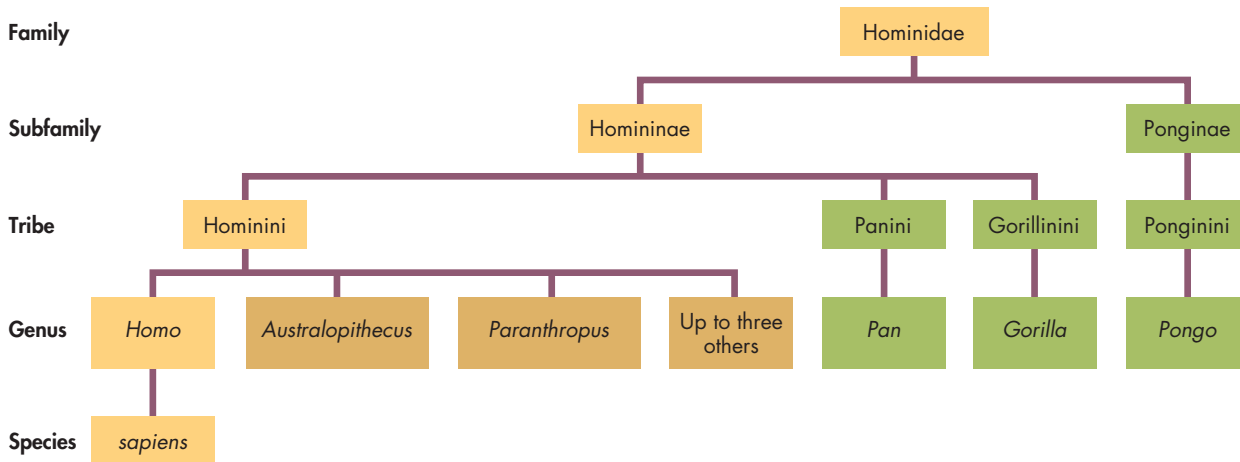 Family
Hominidae
Subfamily
Homininae
Ponginae
Tribe
Hominini
Panini
Gorillinini
Ponginini
Genus
Homo
Australopithecus
Paranthropus
Up to three
others
Pan
Gorilla
Pongo
Species
sapiens